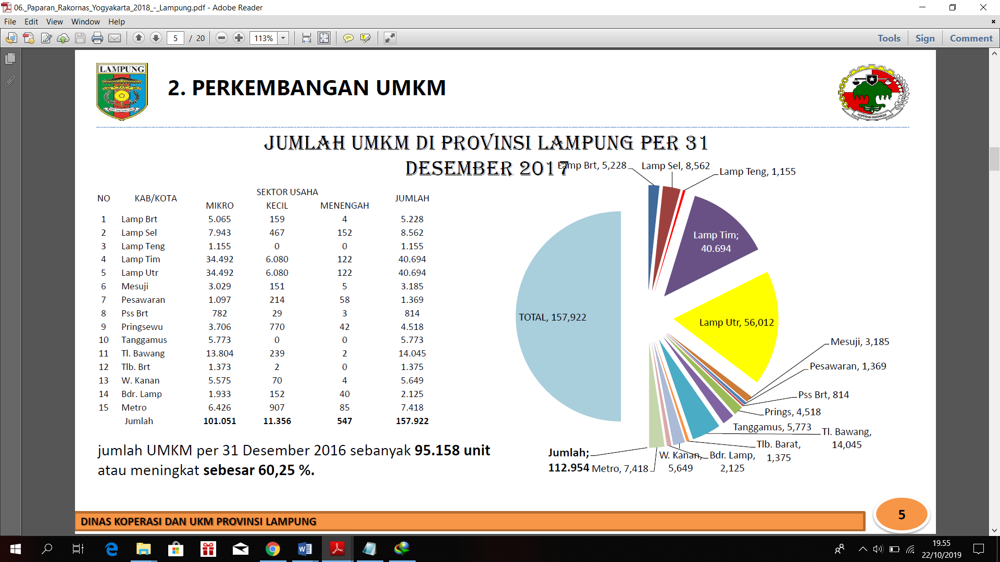 06._Paparan_Rakornas_Yogyakarta_2018_-_Lampung.pdf - Adobe Reader
File Edit View Window Help
5 / 20 113% Tools Sign Comment
LAMPUNG
2. PERKEMBANGAN UMKM
KOPERASI INDONESIA
JUMLAH UMKM DI PROVINSI LAMPUNG PER 31
DESEMBER 2017
NO KAB/KOTA SEKTOR USAHA JUMLAH
MIKRO KECIL MENENGAH
1 Lamp Brt 5.065 159 4 5.228
2 Lamp Sel 7.943 467 152 8.562
3 Lamp Teng 1.155 0 0 1.155
4 Lamp Tim 34.492 6.080 122 40.694
5 Lamp Utr 34.492 6.080 122 40.694
6 Mesuji 3.029 151 5 3.185
7 Pesawaran 1.097 214 58 1.369
8 Pss Brt 782 29 3 814
9 Pringsewu 3.706 770 42 4.518
10 Tanggamus 5.773 0 0 5.773
11 Tl. Bawang 13.804 239 2 14.045
12 Tlb. Brt 1.373 2 0 1.375
13 W. Kanan 5.575 70 4 5.649
14 Bdr. Lamp 1.933 152 40 2.125
15 Metro 6.426 907 85 7.418
Jumlah 101.051 11.356 547 157.922
jumlah UMKM per 31 Desember 2016 sebanyak 95.158 unit
atau meningkat sebesar 60,25 %.
Lamp Brt, 5,228
Lamp Sel, 8,562
Lamp Teng, 1,155
Lamp Tim;
40.694
Lamp Utr, 56,012
TOTAL, 157,922
Mesuji, 3,185
Pesawaran, 1,369
Pss Brt, 814
Prings, 4,518
Tanggamus, 5,773
Tl. Bawang,
14,045
Tlb. Barat,
1,375
Bdr. Lamp,
2,125
W. Kanan,
5,649
Metro, 7,418
Jumlah;
112.954
DINAS KOPERASI DAN UKM PROVINSI LAMPUNG
5
19.55
22/10/2019